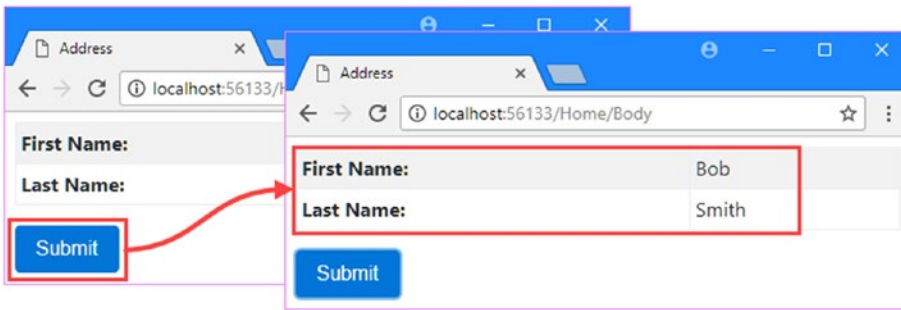 Address
localhost:56133/
First Name:
Last Name:
Submit
Address
localhost:56133/Home/Body
First Name: Bob
Last Name: Smith
Submit